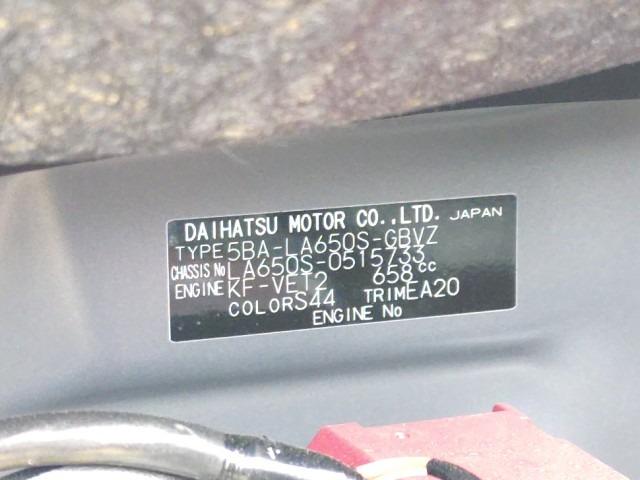 DAIHATSU MOTOR CO.,LTD. JAPAN
TYPE 5BA-LA650S-GBVZ
CHASSIS No LA650S-0515733
ENGINE KF-VET2 658cc
COLOR S44 TRIM EA20
ENGINE No